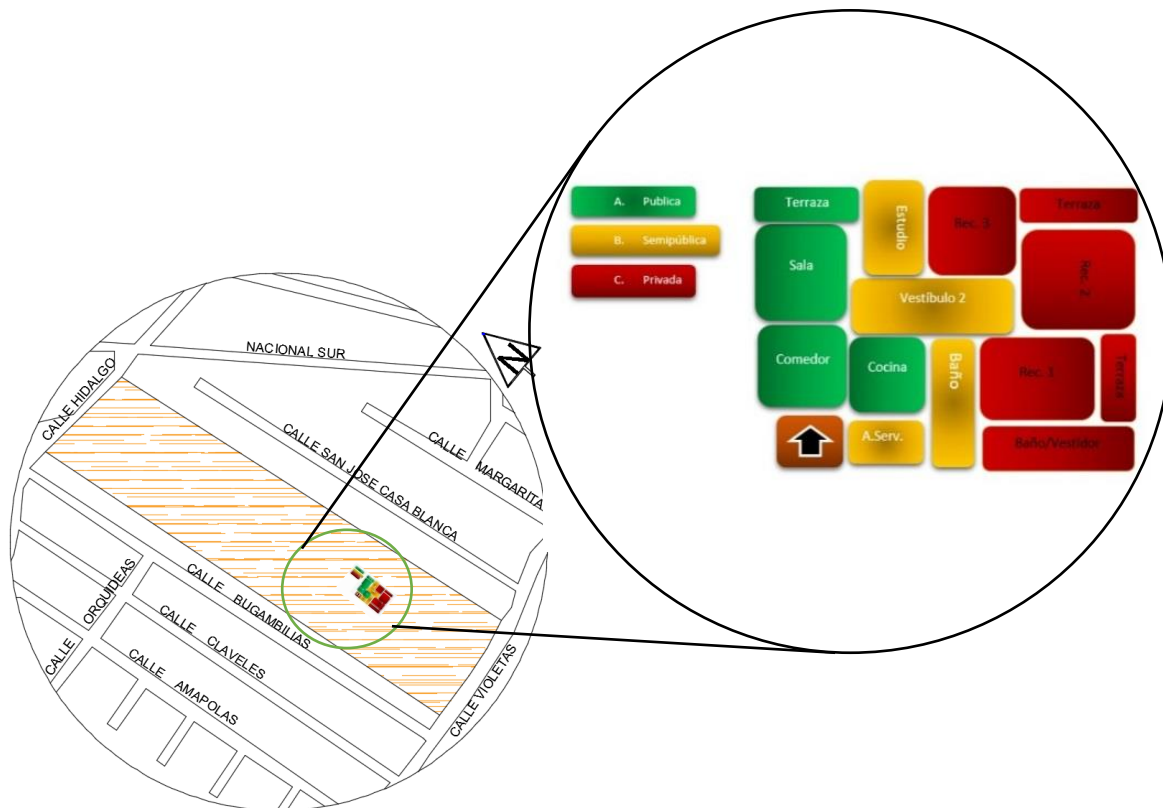 A. Publica
B. Semipública
C. Privada
Terraza
Estudio
Rec. 3
Terraza
Sala
Rec. 2
Vestíbulo 2
Comedor
Cocina
Baño
Rec. 1
Terraza
A.Serv.
Baño/Vestidor
N
NACIONAL SUR
CALLE HIDALGO
CALLE SAN JOSE CASA BLANCA
CALLE MARGARITA
CALLE ORQUIDEAS
CALLE BUGAMBILIAS
CALLE CLAVELES
CALLE AMAPOLAS
CALLE VIOLETAS